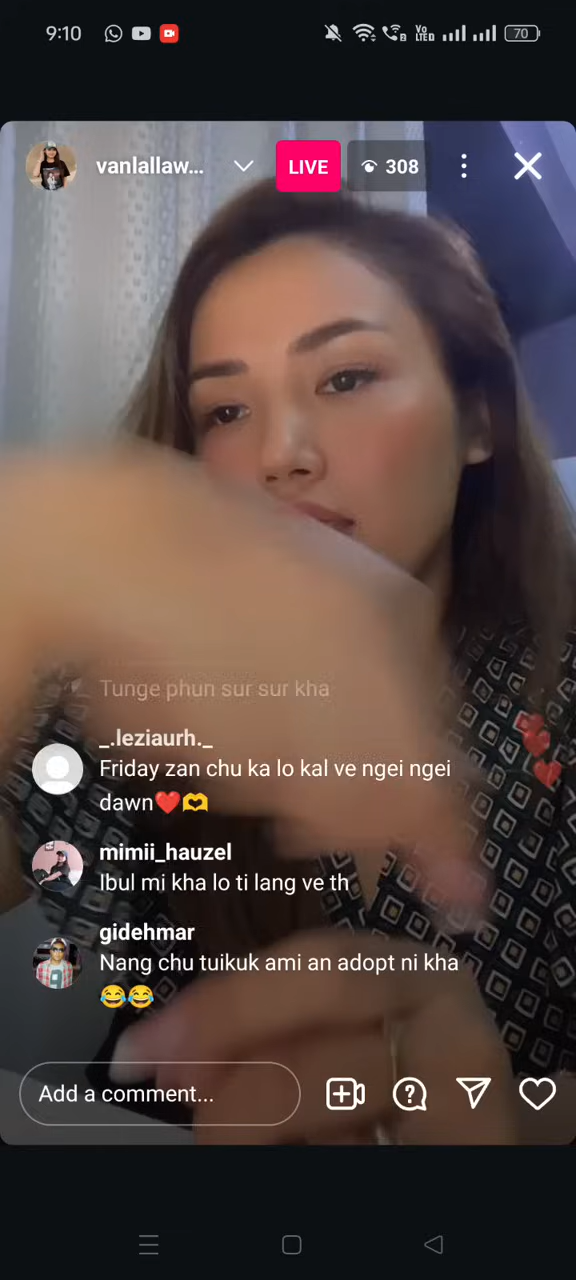 9:10
Vo
LTE D
70
vanlallaw...
LIVE
308
Tunge phun sur sur kha
_.leziaurh._
Friday zan chu ka lo kal ve ngei ngei
dawn❤️🫶
mimii_hauzel
Ibul mi kha lo ti lang ve th
gidehmar
Nang chu tuikuk ami an adopt ni kha
😂😂
Add a comment...